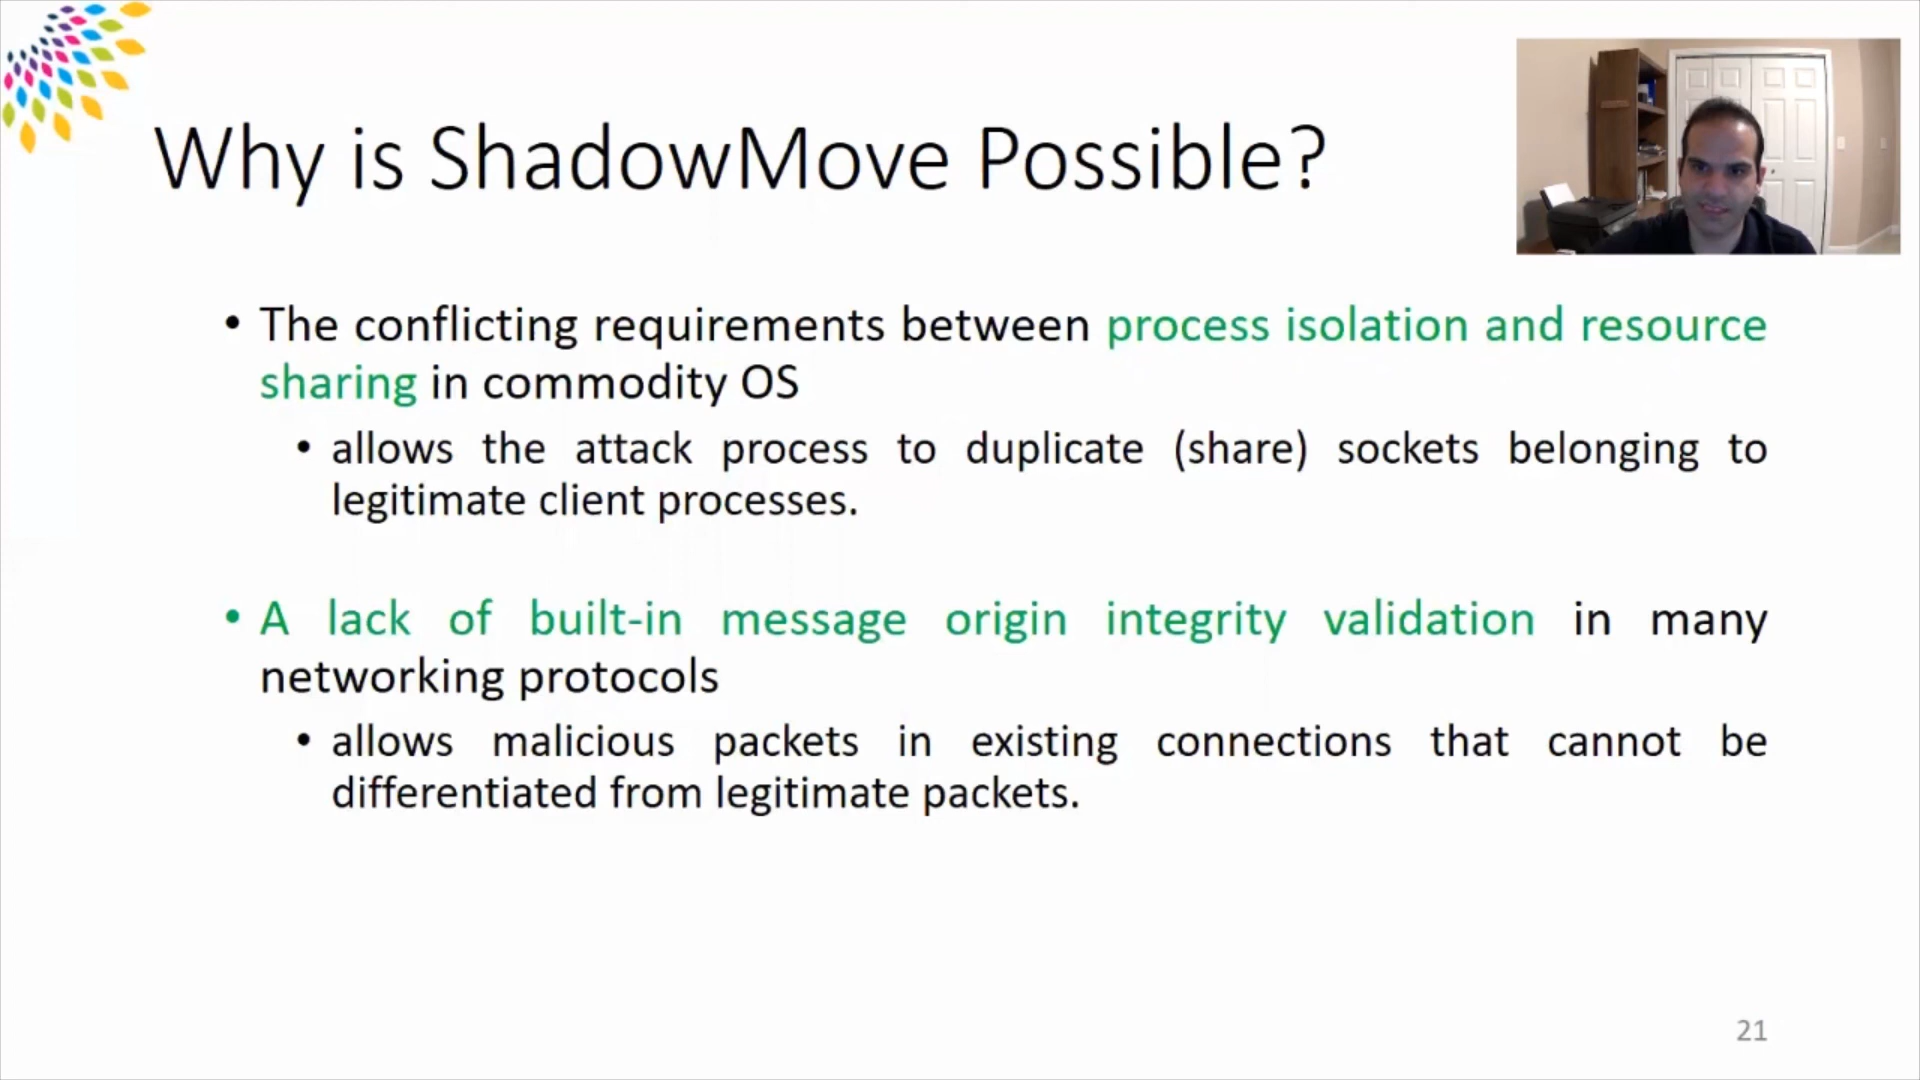 Why is ShadowMove Possible?
• The conflicting requirements between process isolation and resource
sharing in commodity OS
• allows the attack process to duplicate (share) sockets belonging to
legitimate client processes.
• A lack of built-in message origin integrity validation in many
networking protocols
• allows malicious packets in existing connections that cannot be
differentiated from legitimate packets.
21